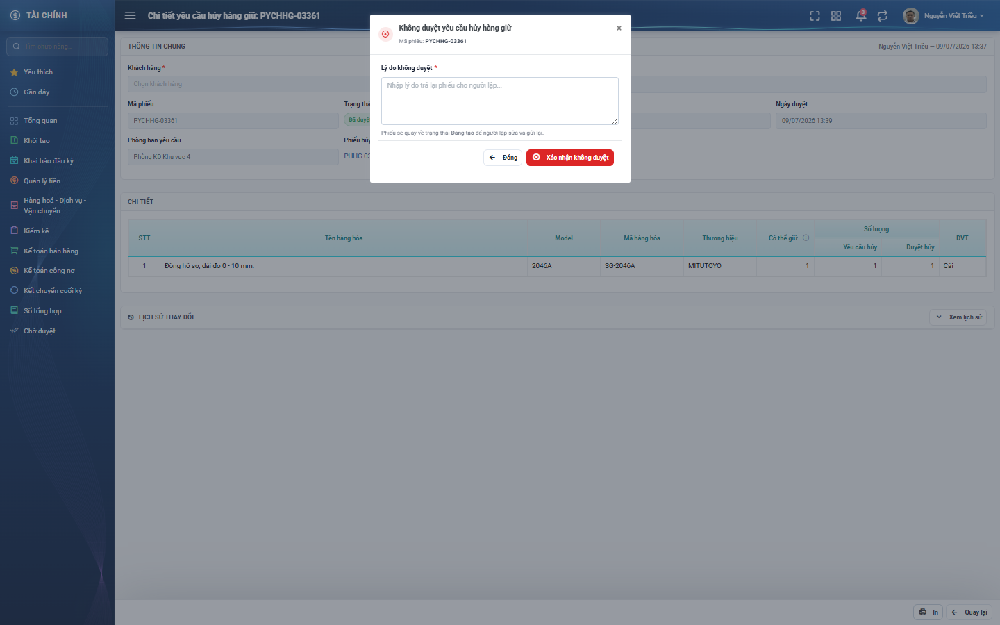 TÀI CHÍNH
Chi tiết yêu cầu hủy hàng giữ: PYCHHG-03361
3
Nguyễn Việt Triều
Tìm chức năng...
Yêu thích
Gần đây
Tổng quan
Khởi tạo
Khai báo đầu kỳ
Quản lý tiền
Hàng hoá - Dịch vụ -
Vận chuyển
Kiểm kê
Kế toán bán hàng
Kế toán công nợ
Kết chuyển cuối kỳ
Sổ tổng hợp
Chờ duyệt
Không duyệt yêu cầu hủy hàng giữ
×
Mã phiếu: PYCHHG-03361
Lý do không duyệt *
Nhập lý do trả lại phiếu cho người lập...
Phiếu sẽ quay về trạng thái Đang tạo để người lập sửa và gửi lại.
Đóng
Xác nhận không duyệt
THÔNG TIN CHUNG
Nguyễn Việt Triều — 09/07/2026 13:37
Khách hàng *
Chọn khách hàng
Mã phiếu
Trạng thá
Ngày duyệt
PYCHHG-03361
Đã duyệ
09/07/2026 13:39
Phòng ban yêu cầu
Phiếu hủy
Phòng KD Khu vực 4
PHHG-03
CHI TIẾT
STT
Tên hàng hóa
Model
Mã hàng hóa
Thương hiệu
Có thể giữ
Số lượng
Yêu cầu hủy
Duyệt hủy
ĐVT
1
Đồng hồ so, dải đo 0 - 10 mm.
2046A
SG-2046A
MITUTOYO
1
1
1
Cái
LỊCH SỬ THAY ĐỔI
Xem lịch sử
In
Quay lại